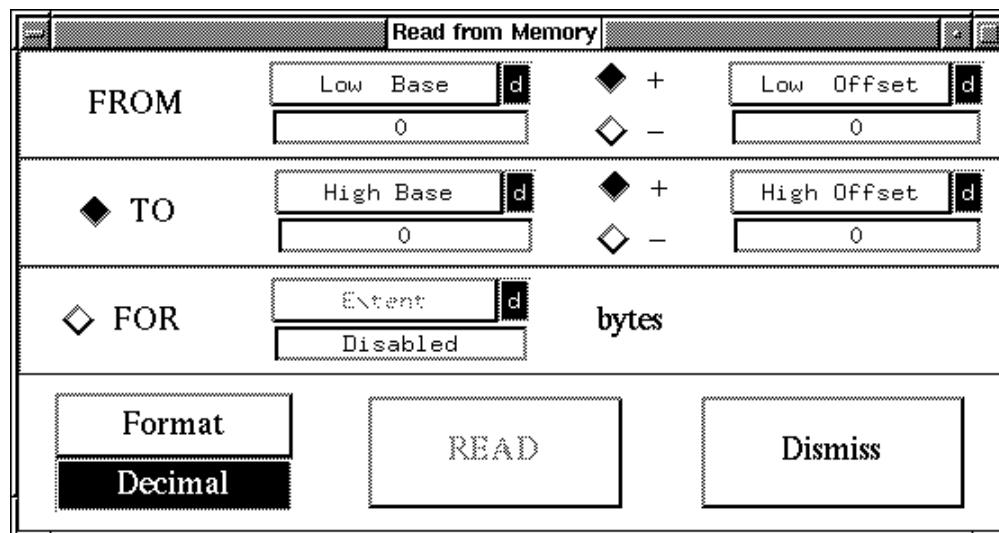 Read from Memory
FROM Low Base d + Low Offset d
0 – 0
TO High Base d + High Offset d
0 – 0
FOR Extent d bytes
Disabled
Format READ Dismiss
Decimal